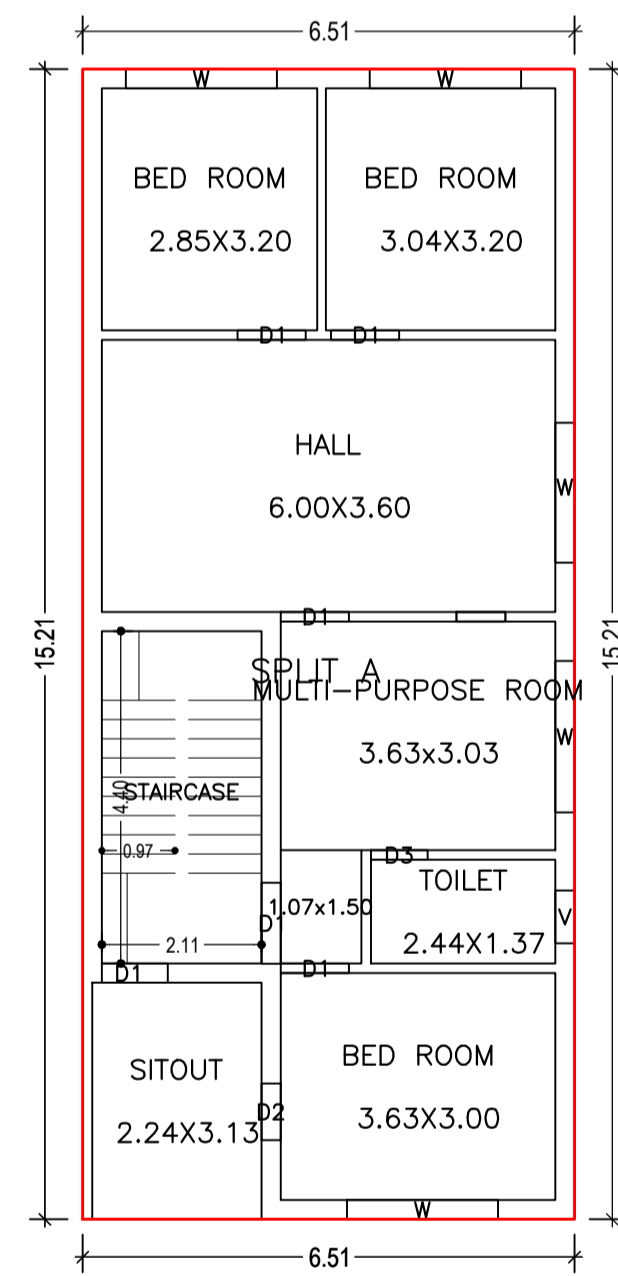 6.51
W
W
BED ROOM
BED ROOM
2.85X3.20
3.04X3.20
D1
D1
HALL
6.00X3.60
W
15.21
15.21
D1
SPLIT A
MULTI-PURPOSE ROOM
3.63x3.03
W
STAIRCASE
4.40
0.97
D3
TOILET
1.07x1.50
V
D1
2.11
2.44X1.37
D1
D1
BED ROOM
SITOUT
D2
3.63X3.00
2.24X3.13
W
6.51